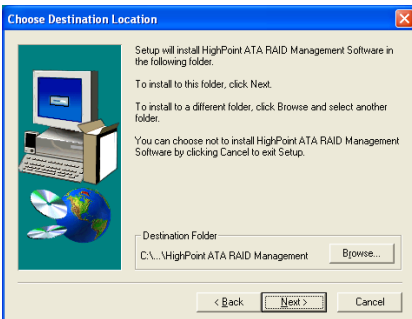 Choose Destination Location
Setup will install HighPoint ATA RAID Management Software in
the following folder.
To install to this folder, click Next.
To install to a different folder, click Browse and select another
folder.
You can choose not to install HighPoint ATA RAID Management
Software by clicking Cancel to exit Setup.
Destination Folder
C:\...\HighPoint ATA RAID Management
Browse...
< Back
Next >
Cancel